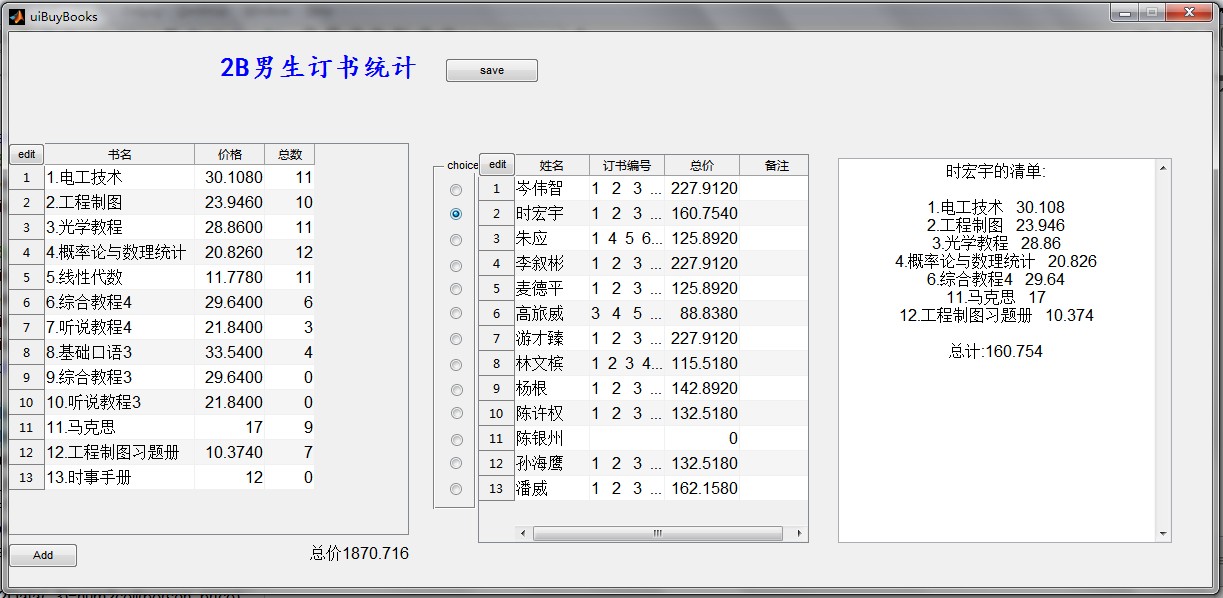 uiBuyBooks
2B男生订书统计
save
edit 书名 价格 总数
1 1.电工技术 30.1080 11
2 2.工程制图 23.9460 10
3 3.光学教程 28.8600 11
4 4.概率论与数理统计 20.8260 12
5 5.线性代数 11.7780 11
6 6.综合教程4 29.6400 6
7 7.听说教程4 21.8400 3
8 8.基础口语3 33.5400 4
9 9.综合教程3 29.6400 0
10 10.听说教程3 21.8400 0
11 11.马克思 17 9
12 12.工程制图习题册 10.3740 7
13 13.时事手册 12 0
Add
总价1870.716
choice
edit 姓名 订书编号 总价 备注
1 岑伟智 1 2 3 ... 227.9120
2 时宏宇 1 2 3 ... 160.7540
3 朱应 1 4 5 6... 125.8920
4 李叙彬 1 2 3 ... 227.9120
5 麦德平 1 2 3 ... 125.8920
6 高旅威 3 4 5 ... 88.8380
7 游才臻 1 2 3 ... 227.9120
8 林文槟 1 2 3 4... 115.5180
9 杨根 1 2 3 ... 142.8920
10 陈许权 1 2 3 ... 132.5180
11 陈银州 0
12 孙海鹰 1 2 3 ... 132.5180
13 潘威 1 2 3 ... 162.1580
时宏宇的清单:
1.电工技术 30.108
2.工程制图 23.946
3.光学教程 28.86
4.概率论与数理统计 20.826
6.综合教程4 29.64
11.马克思 17
12.工程制图习题册 10.374
总计:160.754